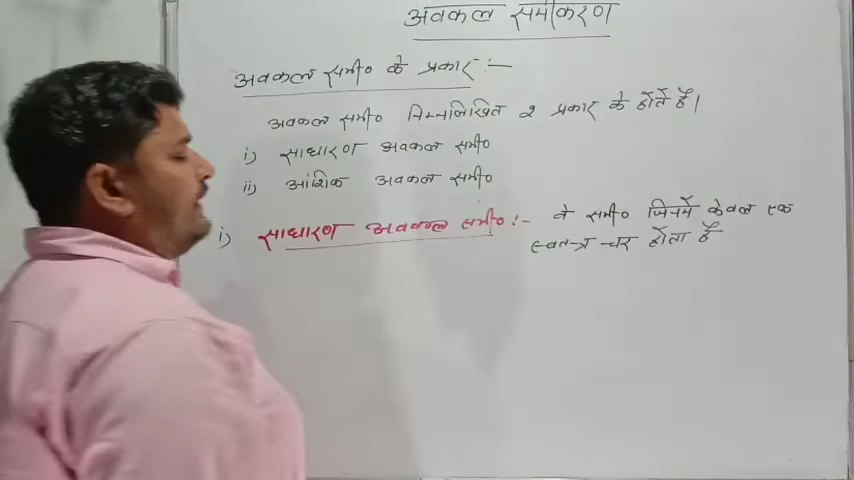 अवकल समीकरण
अवकल समी० के प्रकार :-
अवकल समी० निम्नलिखित 2 प्रकार के होते हैं।
i) साधारण अवकल समी०
ii) आंशिक अवकल समी०
i) साधारण अवकल समी० :- वे समी० जिनमें केवल एक
स्वतन्त्र चर होता है